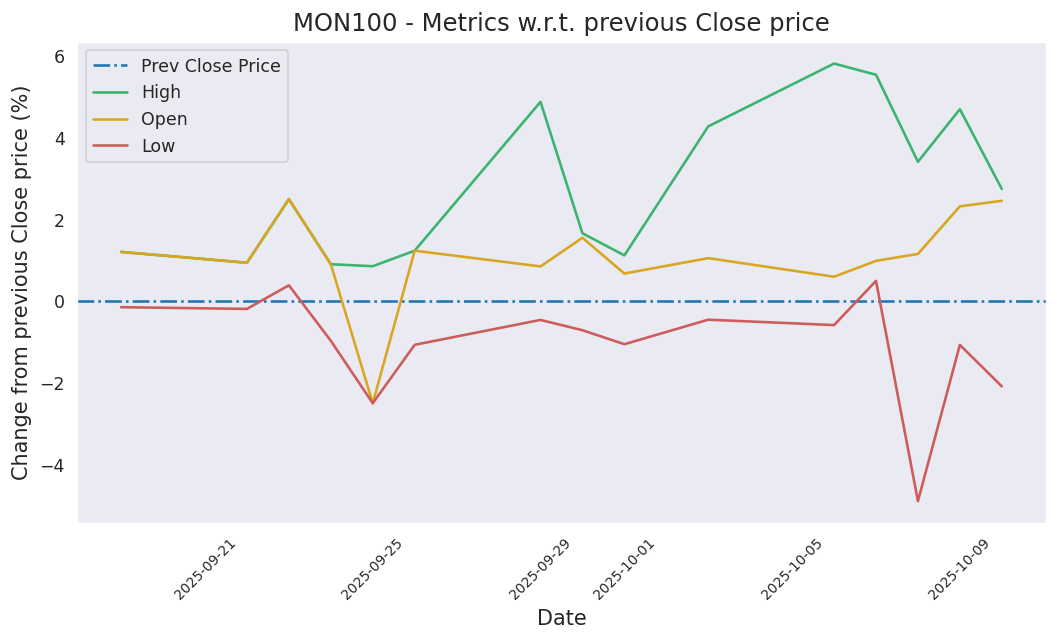 MON100 - Metrics w.r.t. previous Close price
Change from previous Close price (%)
6
4
2
0
−2
−4
Prev Close Price
High
Open
Low
2025-09-21
2025-09-25
2025-09-29
2025-10-01
2025-10-05
2025-10-09
Date